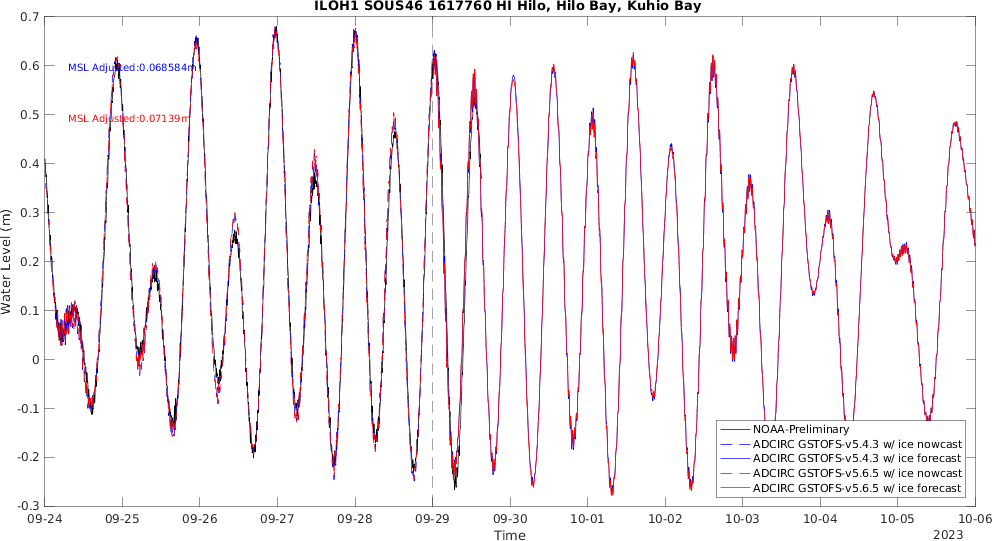 ILOH1 SOUS46 1617760 HI Hilo, Hilo Bay, Kuhio Bay
0.7
0.6
0.5
0.4
0.3
0.2
0.1
0
-0.1
-0.2
-0.3
Water Level (m)
MSL Adjusted:0.068584m
MSL Adjusted:0.07139m
NOAA-Preliminary
ADCIRC GSTOFS-v5.4.3 w/ ice nowcast
ADCIRC GSTOFS-v5.4.3 w/ ice forecast
ADCIRC GSTOFS-v5.6.5 w/ ice nowcast
ADCIRC GSTOFS-v5.6.5 w/ ice forecast
09-24 09-25 09-26 09-27 09-28 09-29 09-30 10-01 10-02 10-03 10-04 10-05 10-06
Time
2023